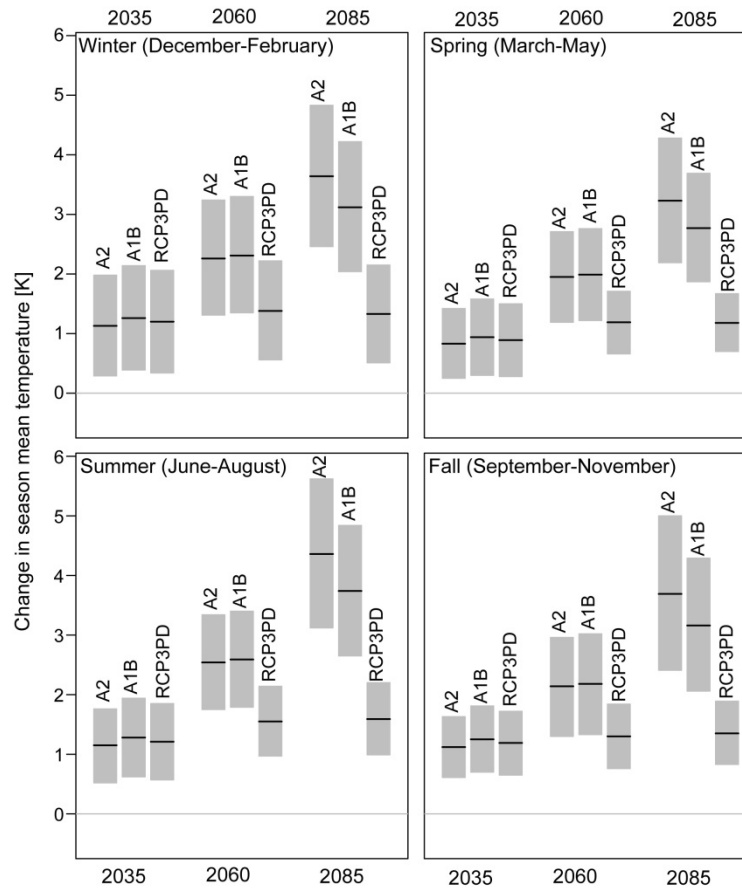 2035 2060 2085 2035 2060 2085
Change in season mean temperature [K]
6
5
4
3
2
1
0
Winter (December-February)
A2 A1B RCP3PD
A2 A1B RCP3PD
A2 A1B RCP3PD
Spring (March-May)
A2 A1B RCP3PD
A2 A1B RCP3PD
A2 A1B RCP3PD
6
5
4
3
2
1
0
Summer (June-August)
A2 A1B RCP3PD
A2 A1B RCP3PD
A2 A1B RCP3PD
Fall (September-November)
A2 A1B RCP3PD
A2 A1B RCP3PD
A2 A1B RCP3PD
2035 2060 2085 2035 2060 2085